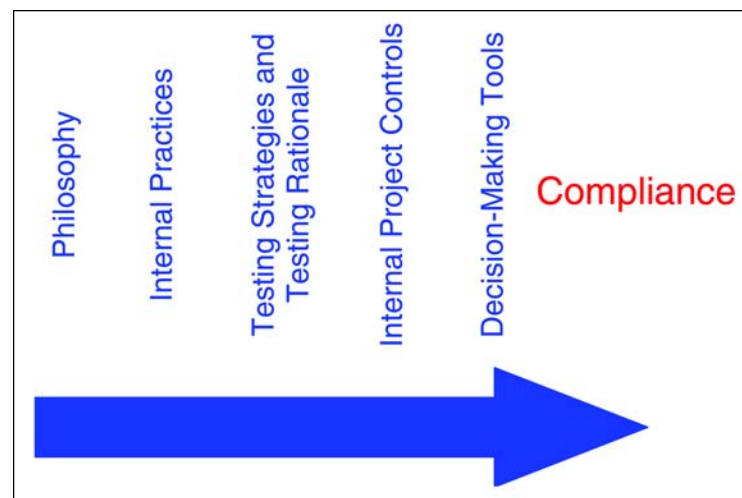 Philosophy
Internal Practices
Testing Strategies and
Testing Rationale
Internal Project Controls
Decision-Making Tools
Compliance